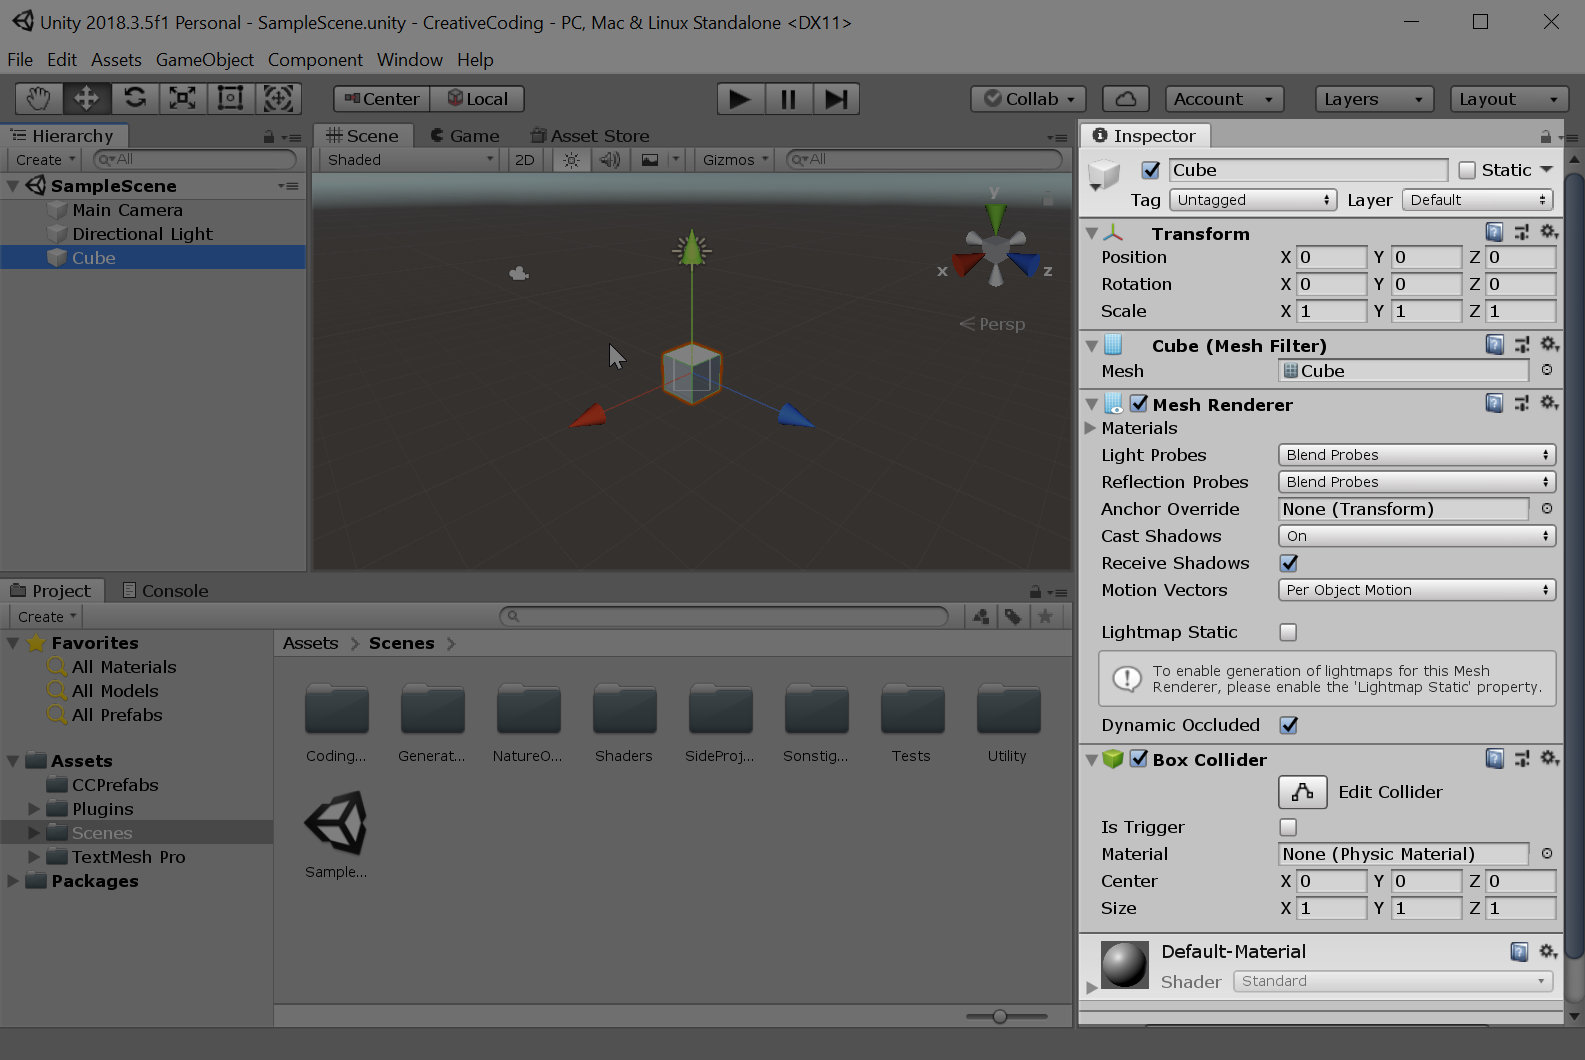 Unity 2018.3.5f1 Personal - SampleScene.unity - CreativeCoding - PC, Mac & Linux Standalone <DX11>
File Edit Assets GameObject Component Window Help
Center Local Collab Account Layers Layout
Hierarchy
Create All
SampleScene
Main Camera
Directional Light
Cube
Scene Game Asset Store
Shaded 2D Gizmos All
y
x z
Persp
Project Console
Create
Favorites
All Materials
All Models
All Prefabs
Assets
CCPrefabs
Plugins
Scenes
TextMesh Pro
Packages
Assets Scenes
Coding... Generat... NatureO... Shaders SideProj... Sonstig... Tests Utility
Sample...
Inspector
Cube Static
Tag Untagged Layer Default
Transform
Position X 0 Y 0 Z 0
Rotation X 0 Y 0 Z 0
Scale X 1 Y 1 Z 1
Cube (Mesh Filter)
Mesh Cube
Mesh Renderer
Materials
Light Probes Blend Probes
Reflection Probes Blend Probes
Anchor Override None (Transform)
Cast Shadows On
Receive Shadows
Motion Vectors Per Object Motion
Lightmap Static
To enable generation of lightmaps for this Mesh
Renderer, please enable the 'Lightmap Static' property.
Dynamic Occluded
Box Collider
Edit Collider
Is Trigger
Material None (Physic Material)
Center X 0 Y 0 Z 0
Size X 1 Y 1 Z 1
Default-Material
Shader Standard